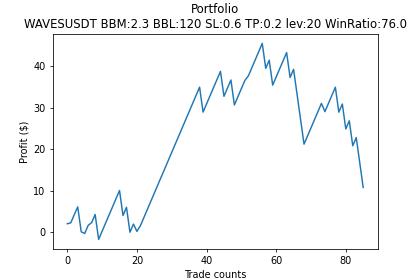 Portfolio
WAVESUSDT BBM:2.3 BBL:120 SL:0.6 TP:0.2 lev:20 WinRatio:76.0
40
30
20
10
0
Profit ($)
0 20 40 60 80
Trade counts